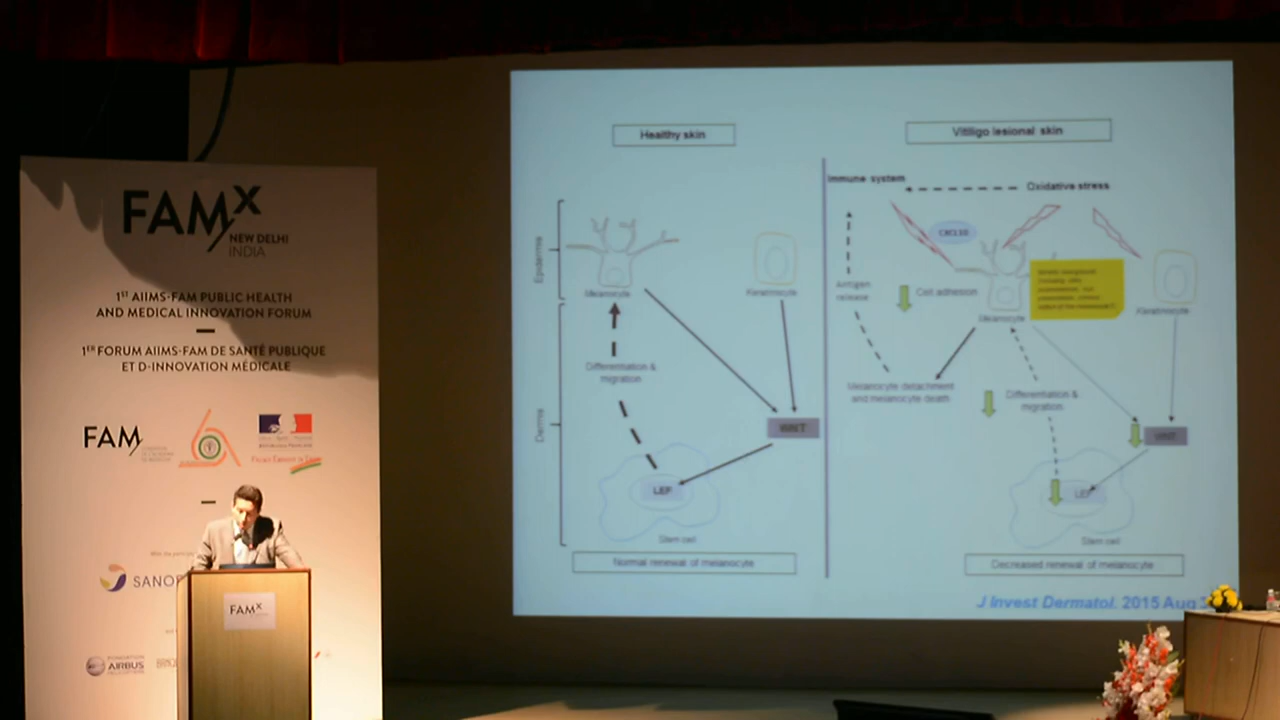 FAMX
NEW DELHI
INDIA
1ST AIIMS-FAM PUBLIC HEALTH
AND MEDICAL INNOVATION FORUM
1ER FORUM AIIMS-FAM DE SANTÉ PUBLIQUE
ET D-INNOVATION MÉDICALE
FAM
SANOF
FONDATION
AIRBUS
FAMX
Healthy skin
Epidermis
Dermis
Melanocyte
Keratinocyte
Differentiation &
migration
WNT
LEF
Stem cell
Normal renewal of melanocyte
Vitiligo lesional skin
Immune system
Oxidative stress
CXCL10
Antigen
release
Cell adhesion
Melanocyte
Keratinocyte
Melanocyte detachment
and melanocyte death
Differentiation &
migration
WNT
LEF
Stem cell
Decreased renewal of melanocyte
J Invest Dermatol. 2015 Aug